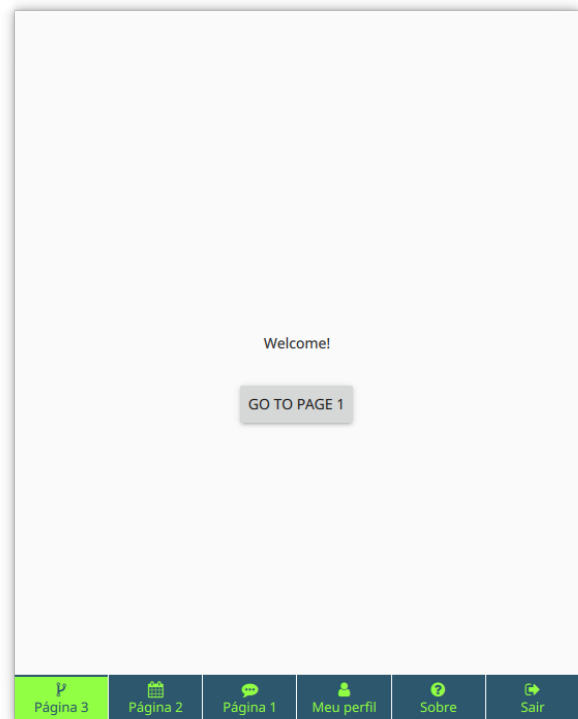 Welcome!
GO TO PAGE 1
Página 3
Página 2
Página 1
Meu perfil
Sobre
Sair